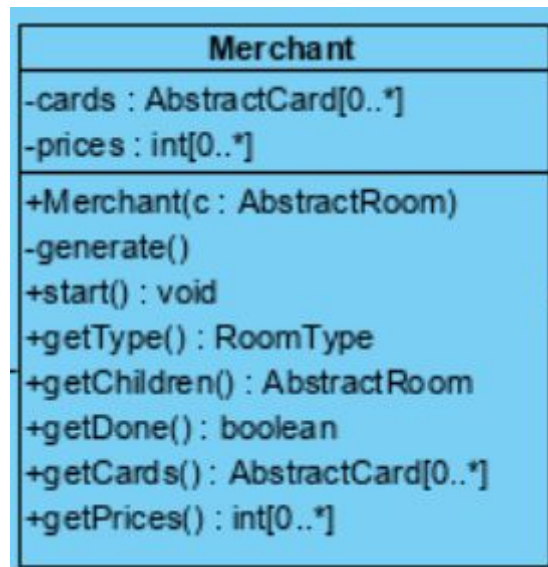 Merchant
-cards : AbstractCard[0..*]
-prices : int[0..*]
+Merchant(c : AbstractRoom)
-generate()
+start() : void
+getType() : RoomType
+getChildren() : AbstractRoom
+getDone() : boolean
+getCards() : AbstractCard[0..*]
+getPrices() : int[0..*]